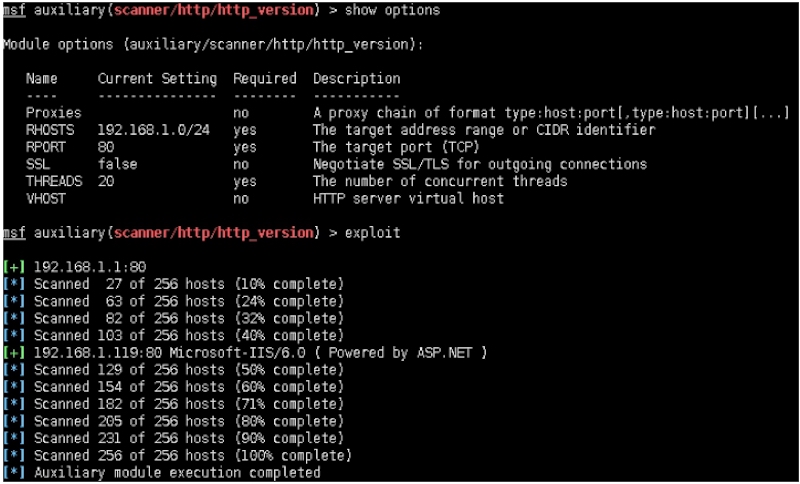 msf auxiliary(scanner/http/http_version) > show options
Module options (auxiliary/scanner/http/http_version):
Name Current Setting Required Description
---- --------------- -------- -----------
Proxies no A proxy chain of format type:host:port[,type:host:port][...]
RHOSTS 192.168.1.0/24 yes The target address range or CIDR identifier
RPORT 80 yes The target port (TCP)
SSL false no Negotiate SSL/TLS for outgoing connections
THREADS 20 yes The number of concurrent threads
VHOST no HTTP server virtual host
msf auxiliary(scanner/http/http_version) > exploit
[+] 192.168.1.1:80
[*] Scanned 27 of 256 hosts (10% complete)
[*] Scanned 63 of 256 hosts (24% complete)
[*] Scanned 82 of 256 hosts (32% complete)
[*] Scanned 103 of 256 hosts (40% complete)
[+] 192.168.1.119:80 Microsoft-IIS/6.0 ( Powered by ASP.NET )
[*] Scanned 129 of 256 hosts (50% complete)
[*] Scanned 154 of 256 hosts (60% complete)
[*] Scanned 182 of 256 hosts (71% complete)
[*] Scanned 205 of 256 hosts (80% complete)
[*] Scanned 231 of 256 hosts (90% complete)
[*] Scanned 256 of 256 hosts (100% complete)
[*] Auxiliary module execution completed